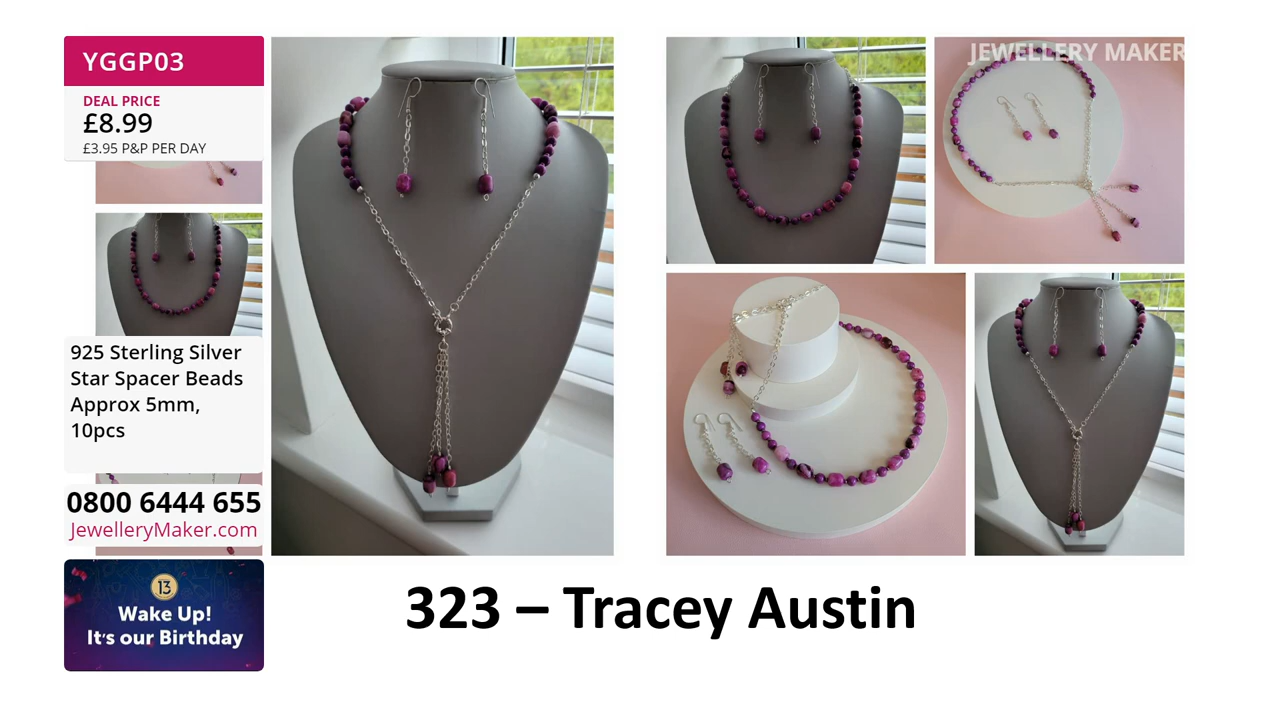 YGGP03
DEAL PRICE
£8.99
£3.95 P&P PER DAY
925 Sterling Silver
Star Spacer Beads
Approx 5mm,
10pcs
0800 6444 655
JewelleryMaker.com
13
Wake Up!
It's our Birthday
JEWELLERY MAKER
323 – Tracey Austin